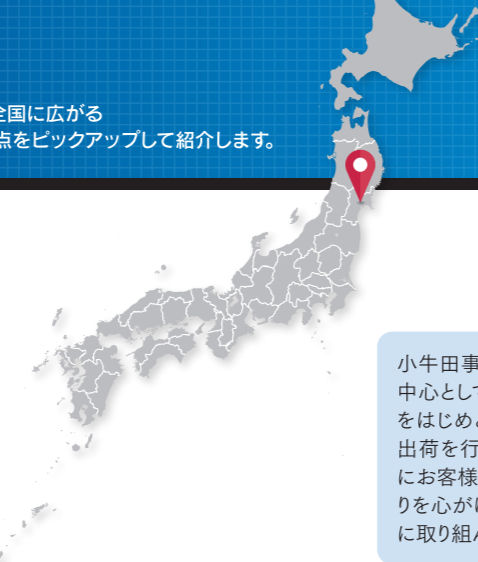 全国に広がる
点をピックアップして紹介します。
小牛田事
中心として
をはじめ
出荷を行
にお客様
りを心が
に取り組